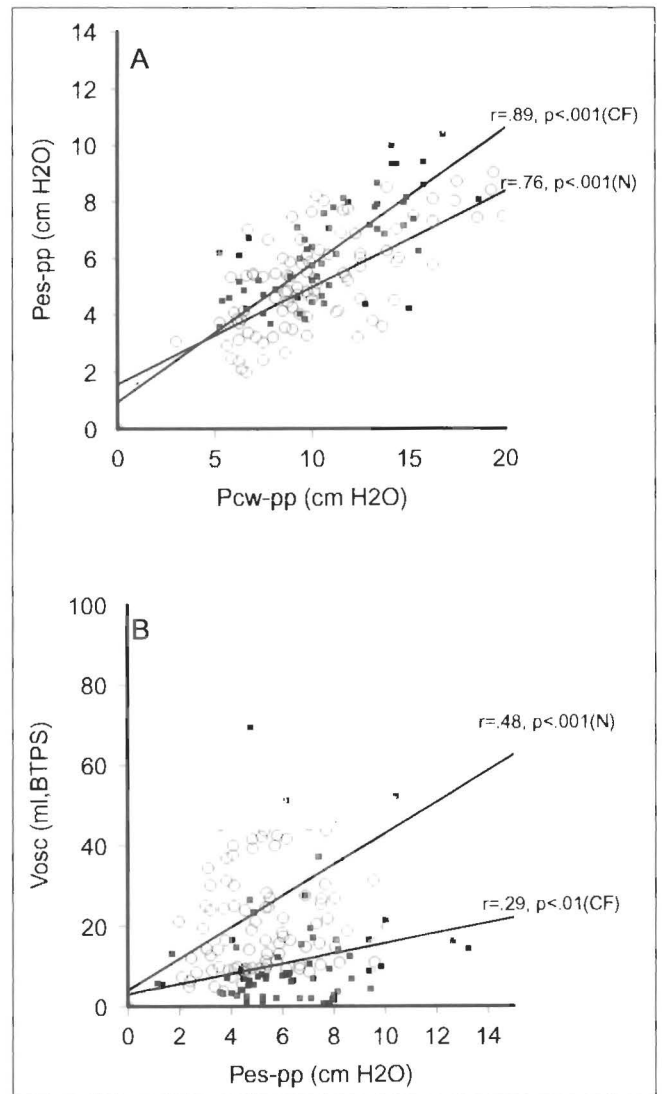 A
14
12
10
8
6
4
2
0
Pes-pp (cm H2O)
r=.89, p<.001(CF)
r=.76, p<.001(N)
0 5 10 15 20
Pcw-pp (cm H2O)
B
100
80
60
40
20
0
Vosc (ml,BTPS)
r=.48, p<.001(N)
r=.29, p<.01(CF)
0 2 4 6 8 10 12 14
Pes-pp (cm H2O)